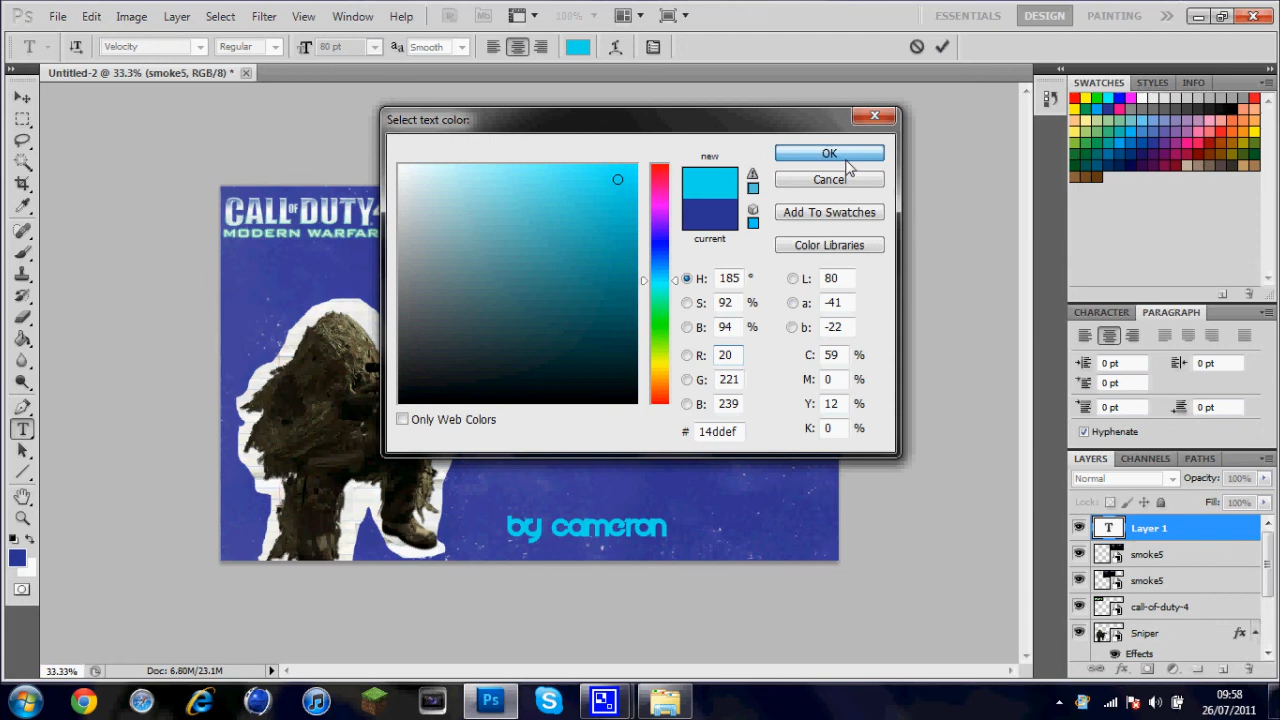 Ps File Edit Image Layer Select Filter View Window Help Br Mb 100% ESSENTIALS DESIGN PAINTING
T Velocity Regular T 80 pt aa Smooth
Untitled-2 @ 33.3% (smoke5, RGB/8) *
Select text color:
new
current
OK
Cancel
Add To Swatches
Color Libraries
H: 185 °
S: 92 %
B: 94 %
R: 20
G: 221
B: 239
# 14ddef
L: 80
a: -41
b: -22
C: 59 %
M: 0 %
Y: 12 %
K: 0 %
Only Web Colors
CALL OF DUTY 4
MODERN WARFAR
by cameron
SWATCHES STYLES INFO
CHARACTER PARAGRAPH
0 pt 0 pt
0 pt
0 pt 0 pt
Hyphenate
LAYERS CHANNELS PATHS
Normal Opacity: 100%
Lock: Fill: 100%
T Layer 1
smoke5
smoke5
call-of-duty-4
Sniper fx
Effects
33.33% Doc: 6.80M/23.1M
Ps
09:58
26/07/2011